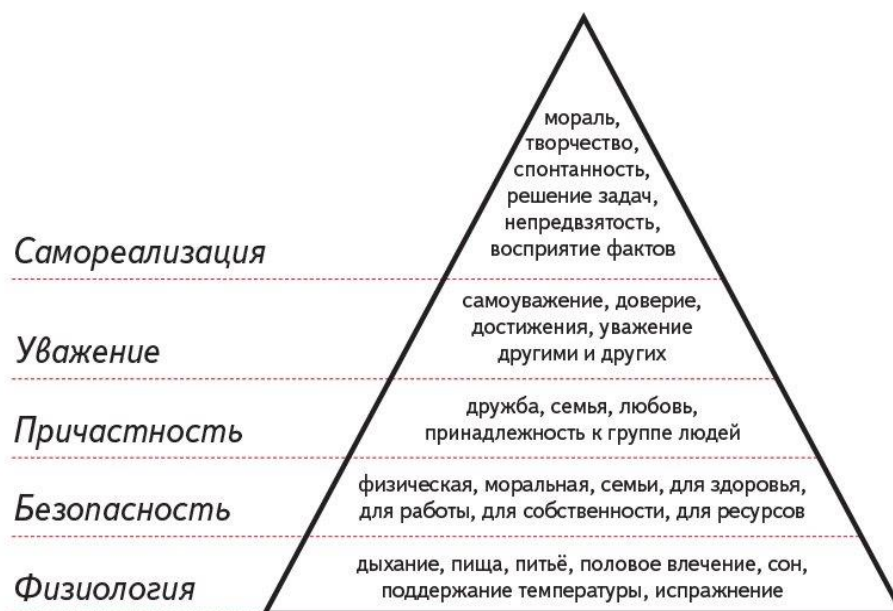 мораль,
творчество,
спонтанность,
решение задач,
непредвзятость,
восприятие фактов
Самореализация
самоуважение, доверие,
достижения, уважение
другими и других
Уважение
дружба, семья, любовь,
принадлежность к группе людей
Причастность
физическая, моральная, семьи, для здоровья,
для работы, для собственности, для ресурсов
Безопасность
дыхание, пища, питьё, половое влечение, сон,
поддержание температуры, испражнение
Физиология